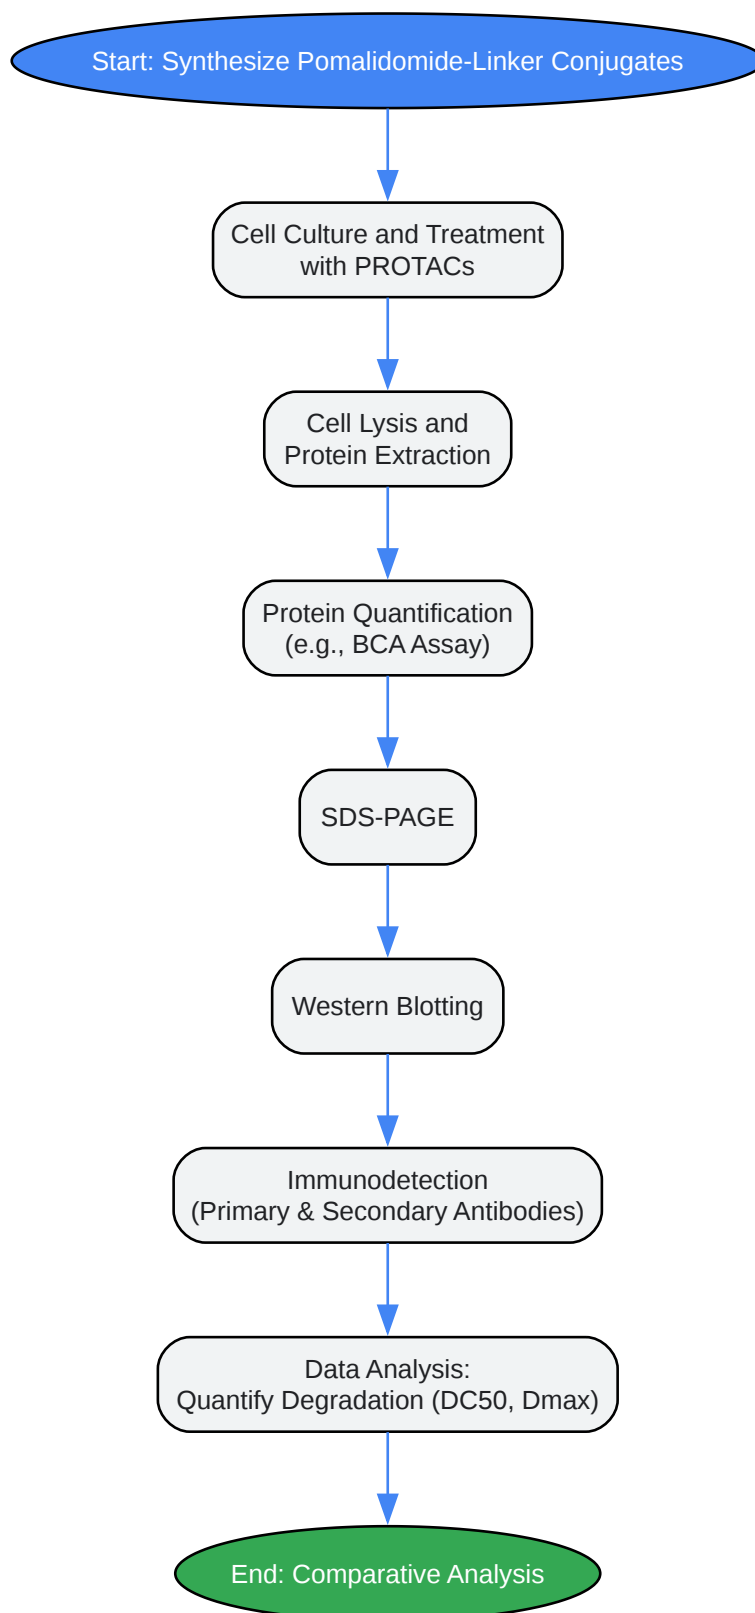 Start: Synthesize Pomalidomide-Linker Conjugates
Cell Culture and Treatment
with PROTACs
Cell Lysis and
Protein Extraction
Protein Quantification
(e.g., BCA Assay)
SDS-PAGE
Western Blotting
Immunodetection
(Primary & Secondary Antibodies)
Data Analysis:
Quantify Degradation (DC50, Dmax)
End: Comparative Analysis